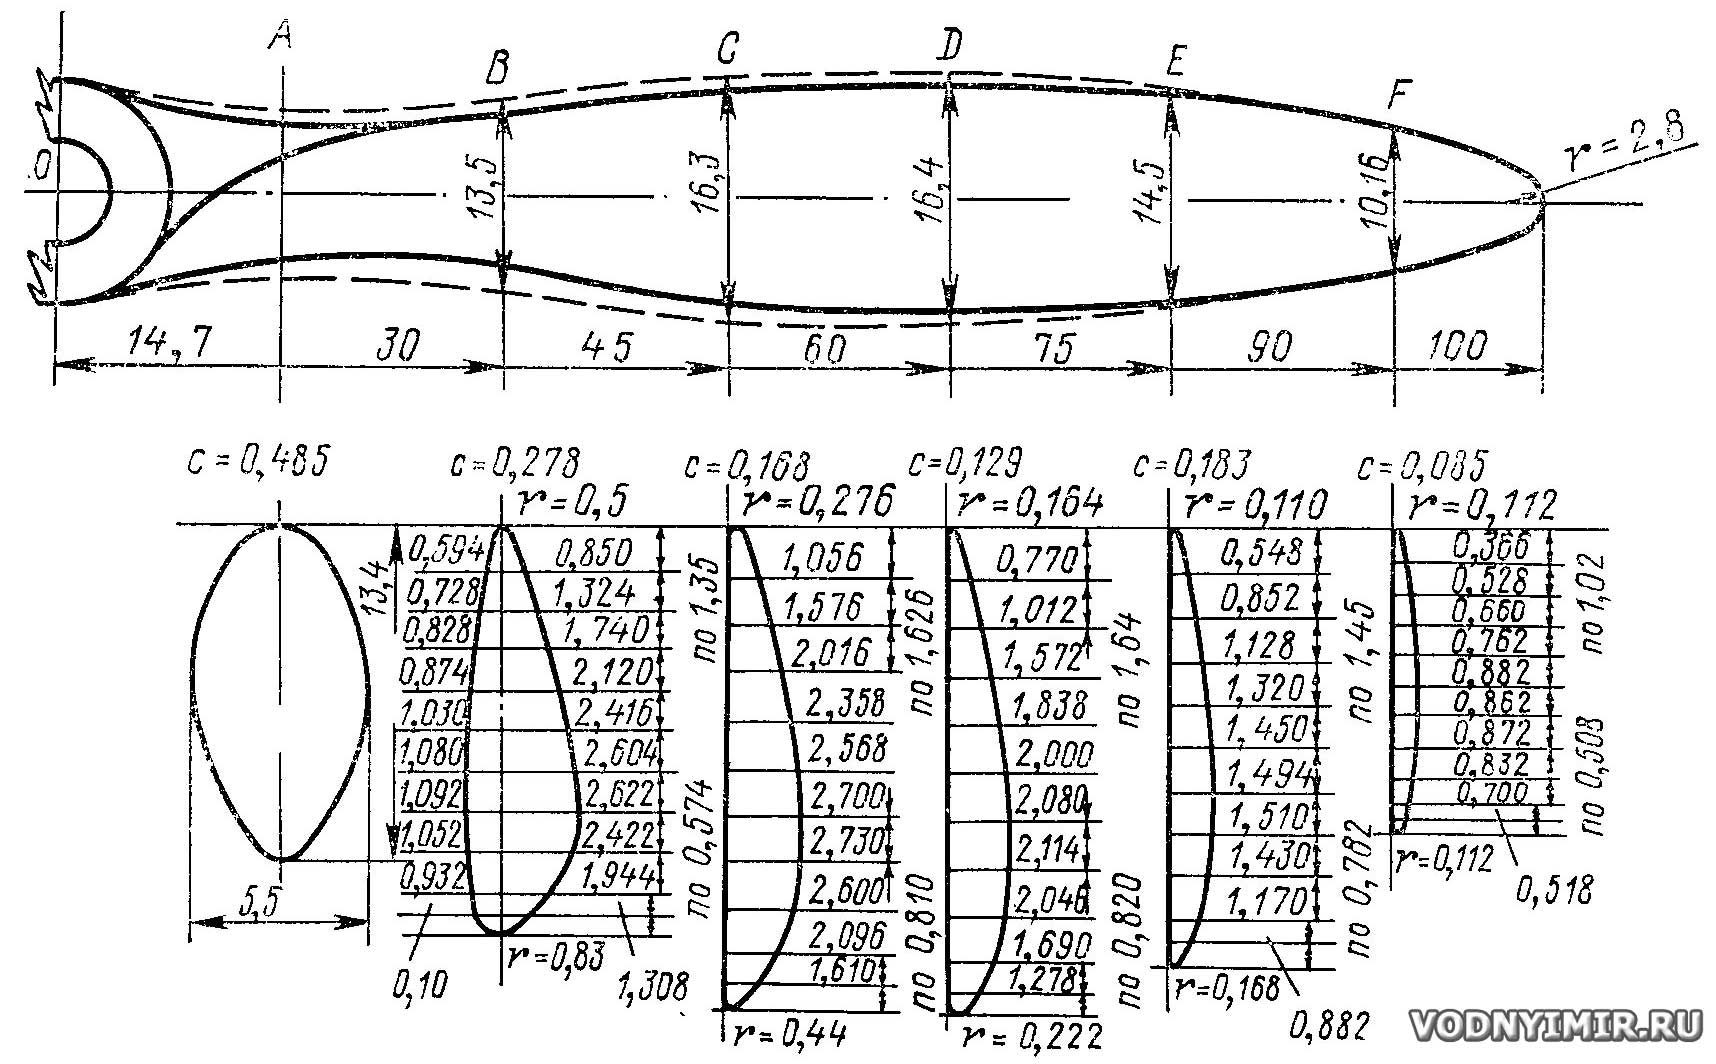 A
B
C
D
E
F
O
r=2,8
13,5
16,3
16,4
14,5
10,16
14,7
30
45
60
75
90
100
c=0,485
c=0,278
c=0,168
c=0,129
c=0,183
c=0,085
r=0,5
r=0,276
r=0,164
r=0,110
r=0,112
13,4
5,5
0,594
0,728
0,828
0,874
1,030
1,080
1,092
1,052
0,932
0,10
0,850
1,324
1,740
2,120
2,416
2,604
2,622
2,422
1,944
1,308
r=0,83
по 1,35
по 0,574
1,056
1,576
2,016
2,358
2,568
2,700
2,730
2,600
2,096
1,610
r=0,44
по 1,626
по 0,810
0,770
1,012
1,572
1,838
2,000
2,080
2,114
2,046
1,690
1,278
r=0,222
по 1,64
по 0,820
0,548
0,852
1,128
1,320
1,450
1,494
1,510
1,430
1,170
r=0,168
0,882
по 1,45
по 0,782
0,366
0,528
0,660
0,762
0,882
0,862
0,872
0,832
0,700
r=0,112
0,518
по 1,02
по 0,509
VODNYIMIR.RU